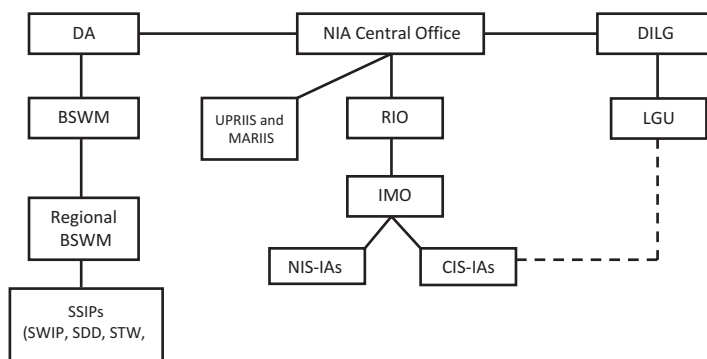 DA
NIA Central Office
DILG
BSWM
UPRIIS and
MARIIS
RIO
LGU
IMO
Regional
BSWM
NIS-IAs
CIS-IAs
SSIPs
(SWIP, SDD, STW,